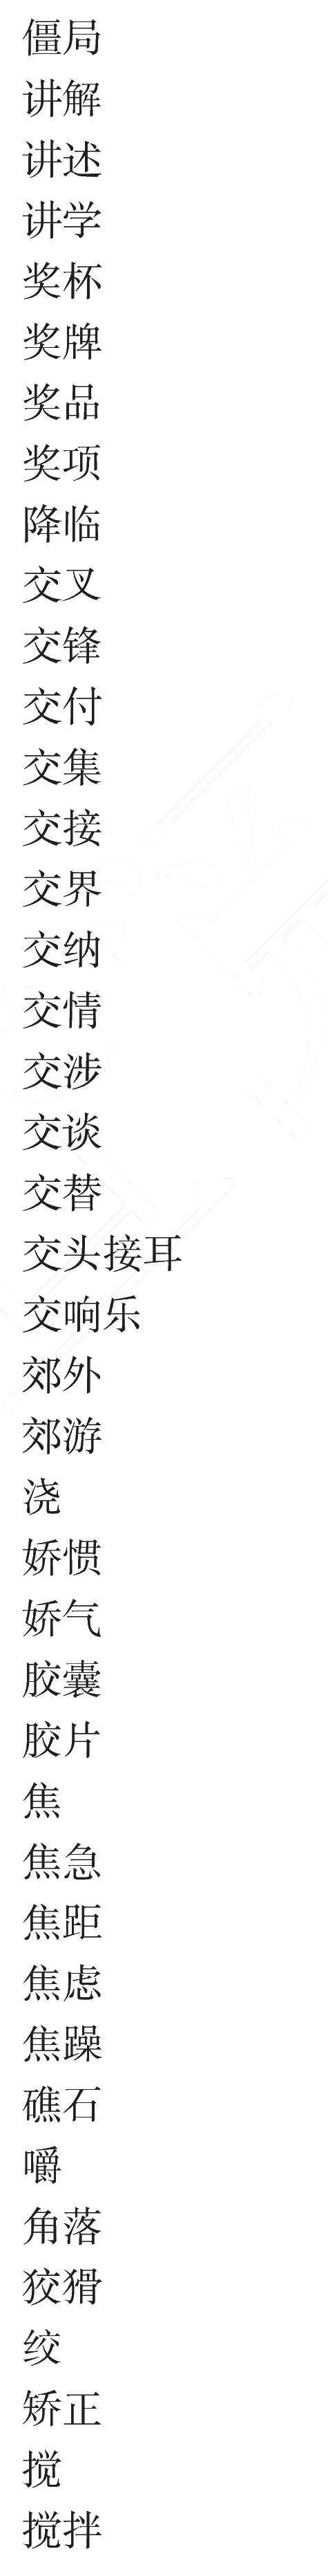 僵局
讲解
讲述
讲学
奖杯
奖牌
奖品
奖项
降临
交叉
交锋
交付
交集
交接
交界
交纳
交情
交涉
交谈
交替
交头接耳
交响乐
郊外
郊游
浇
娇惯
娇气
胶囊
胶片
焦
焦急
焦距
焦虑
焦躁
礁石
嚼
角落
狡猾
绞
矫正
搅
搅拌